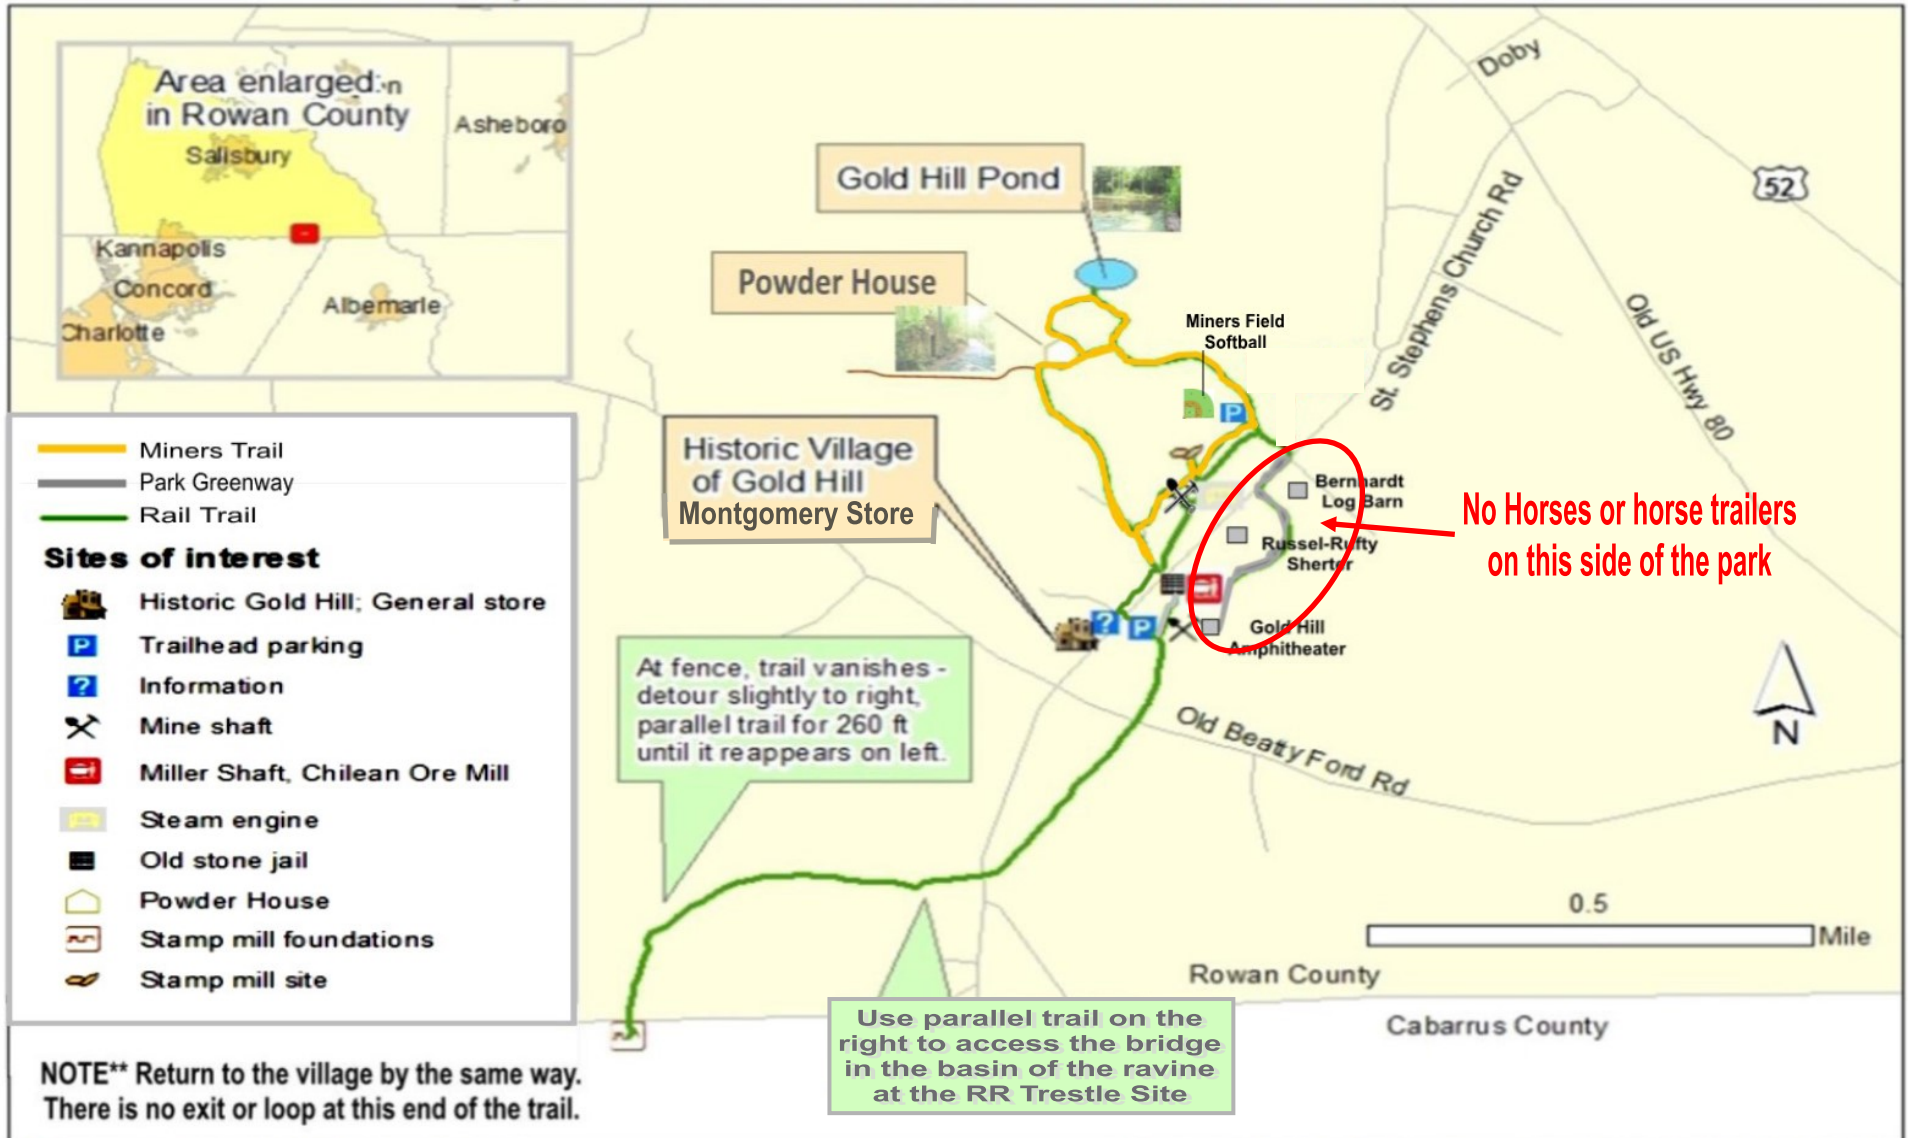 Area enlarged:n
in Rowan County
Salisbury
Asheboro
Kannapolis
Concord
Albemarle
Charlotte
Gold Hill Pond
Powder House
Miners Field
Softball
P
Doby
52
St. Stephens Church Rd
Old US Hwy 80
Historic Village
of Gold Hill
Montgomery Store
Bernhardt
Log Barn
Russel-Rufty
Sherter
Gold Hill
Amphitheater
No Horses or horse trailers
on this side of the park
? P
Old Beatty Ford Rd
N
Miners Trail
Park Greenway
Rail Trail
Sites of interest
Historic Gold Hill; General store
P Trailhead parking
? Information
Mine shaft
Miller Shaft, Chilean Ore Mill
Steam engine
Old stone jail
Powder House
Stamp mill foundations
Stamp mill site
At fence, trail vanishes -
detour slightly to right,
parallel trail for 260 ft
until it reappears on left.
0.5
Mile
Rowan County
Cabarrus County
Use parallel trail on the
right to access the bridge
in the basin of the ravine
at the RR Trestle Site
NOTE** Return to the village by the same way.
There is no exit or loop at this end of the trail.